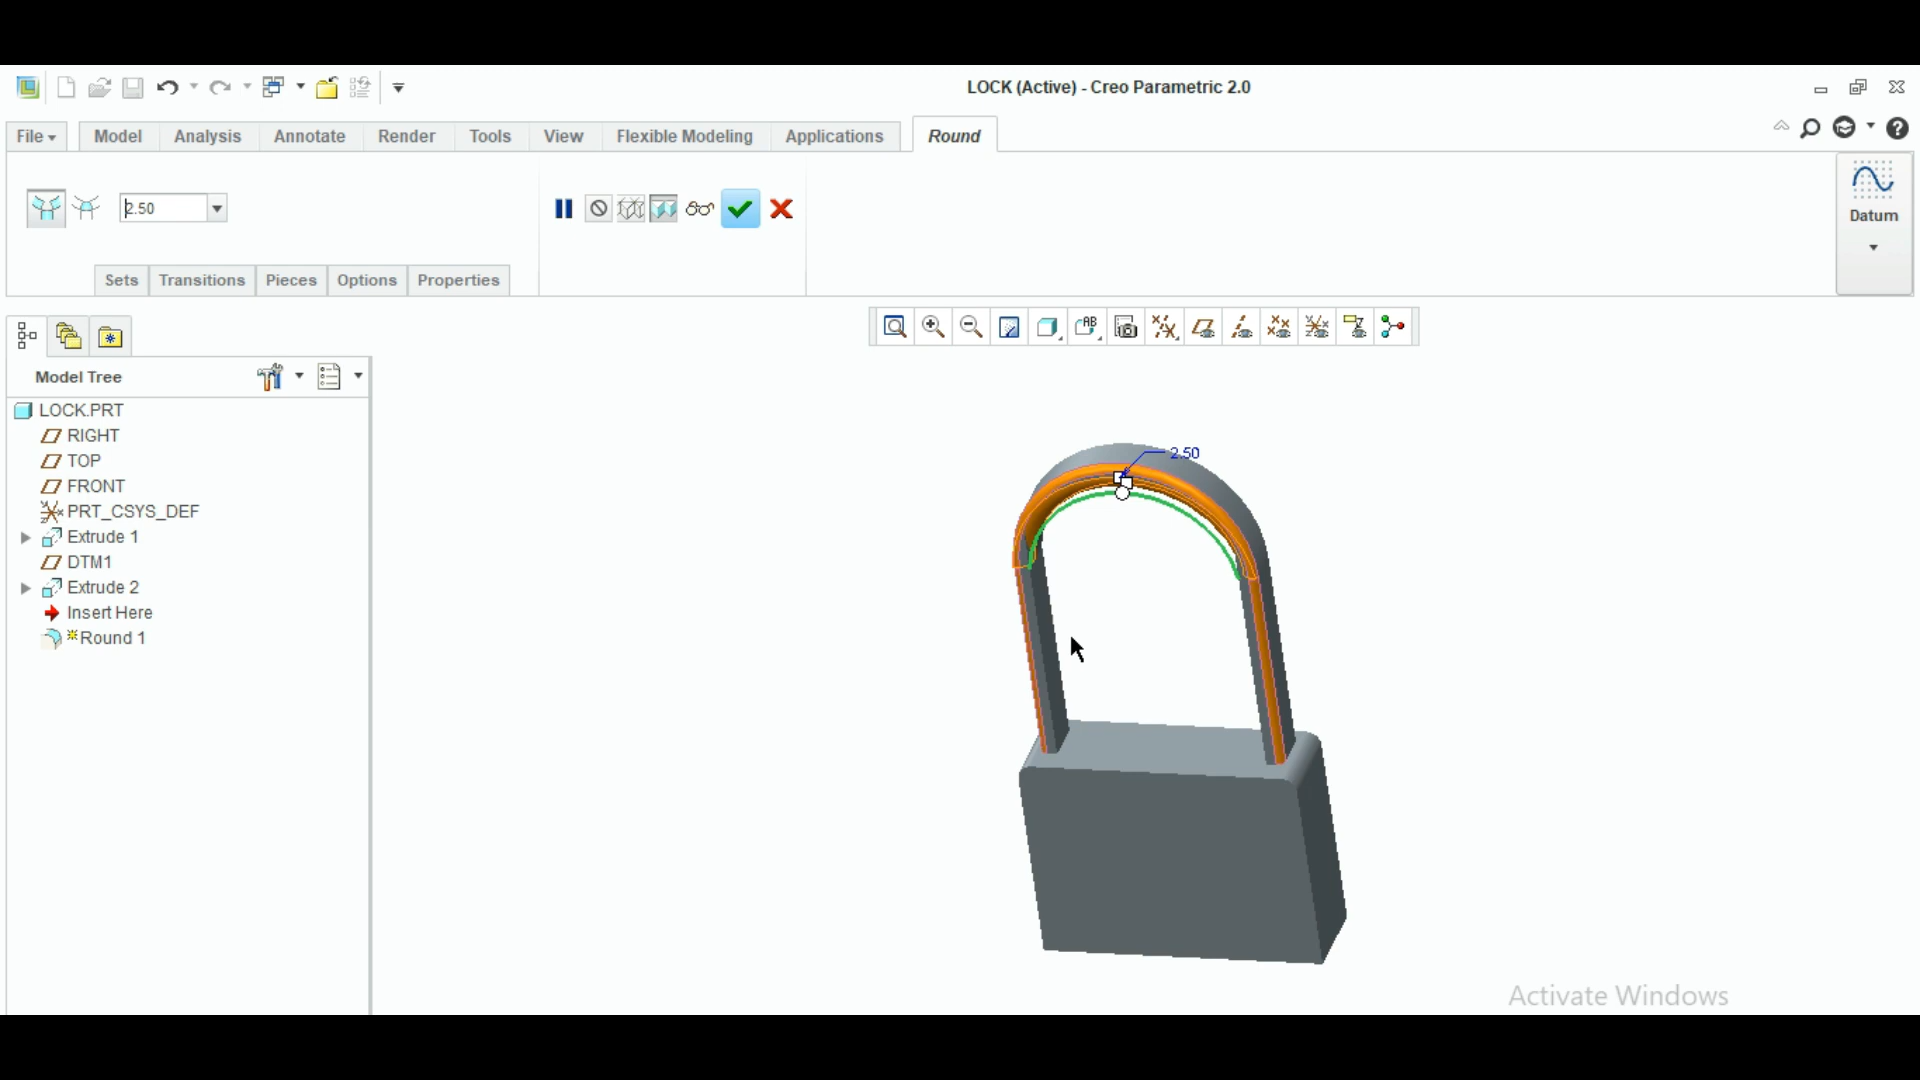 LOCK (Active) - Creo Parametric 2.0
File Model Analysis Annotate Render Tools View Flexible Modeling Applications Round
2.50
Datum
Sets Transitions Pieces Options Properties
AB
Model Tree
LOCK.PRT
RIGHT
TOP
FRONT
PRT_CSYS_DEF
Extrude 1
DTM1
Extrude 2
Insert Here
Round 1
2.50
Activate Windows